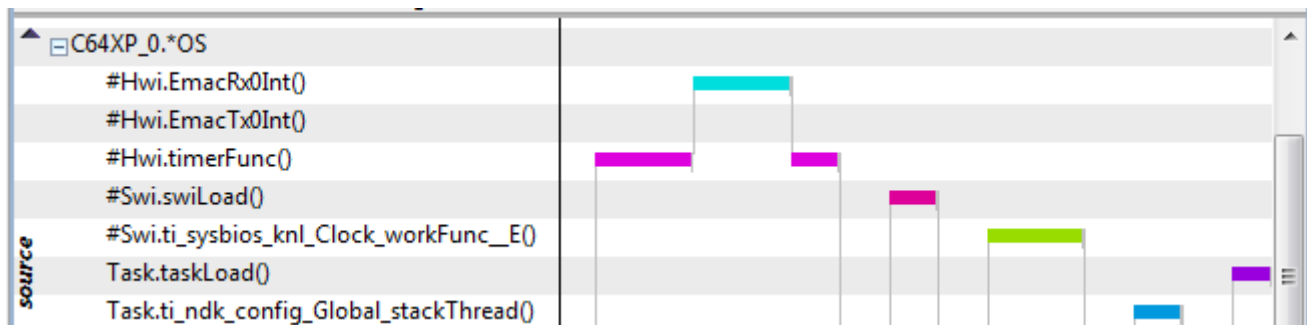 C64XP_0.*OS
#Hwi.EmacRx0Int()
#Hwi.EmacTx0Int()
#Hwi.timerFunc()
#Swi.swiLoad()
#Swi.ti_sysbios_knl_Clock_workFunc__E()
Task.taskLoad()
Task.ti_ndk_config_Global_stackThread()
source